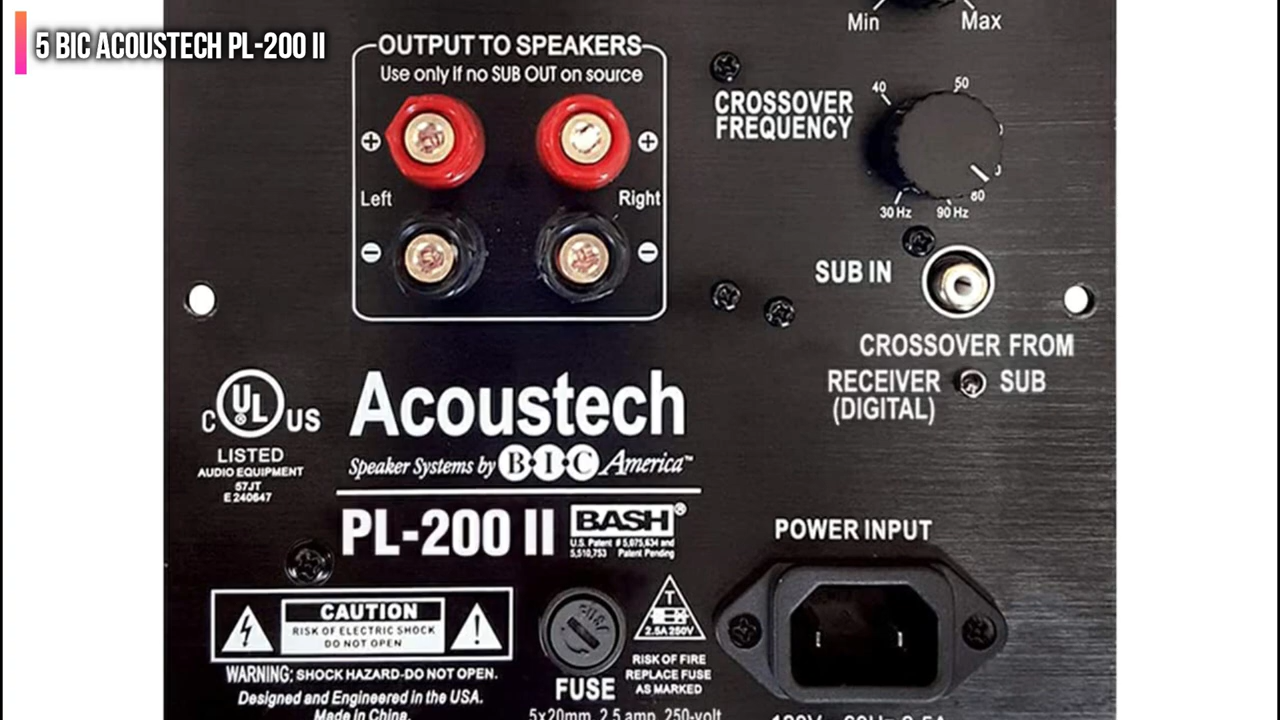 5 BIC ACOUSTECH PL-200 II
Min Max
OUTPUT TO SPEAKERS
Use only if no SUB OUT on source
+ +
Left Right
- -
CROSSOVER
FREQUENCY
40 50
80
30 Hz 90 Hz
SUB IN
CROSSOVER FROM
RECEIVER SUB
(DIGITAL)
C UL US
®
LISTED
AUDIO EQUIPMENT
57JT
E 240647
Acoustech
Speaker Systems by BIC America™
PL-200 II BASH®
U.S. Patent # 5,075,634 and
5,510,753 Patent Pending
POWER INPUT
CAUTION
RISK OF ELECTRIC SHOCK
DO NOT OPEN
!
WARNING: SHOCK HAZARD-DO NOT OPEN.
Designed and Engineered in the USA.
Made in China.
FUSE
5x20mm, 2.5 amp, 250-volt
T
2.5A 250V
RISK OF FIRE
REPLACE FUSE
AS MARKED